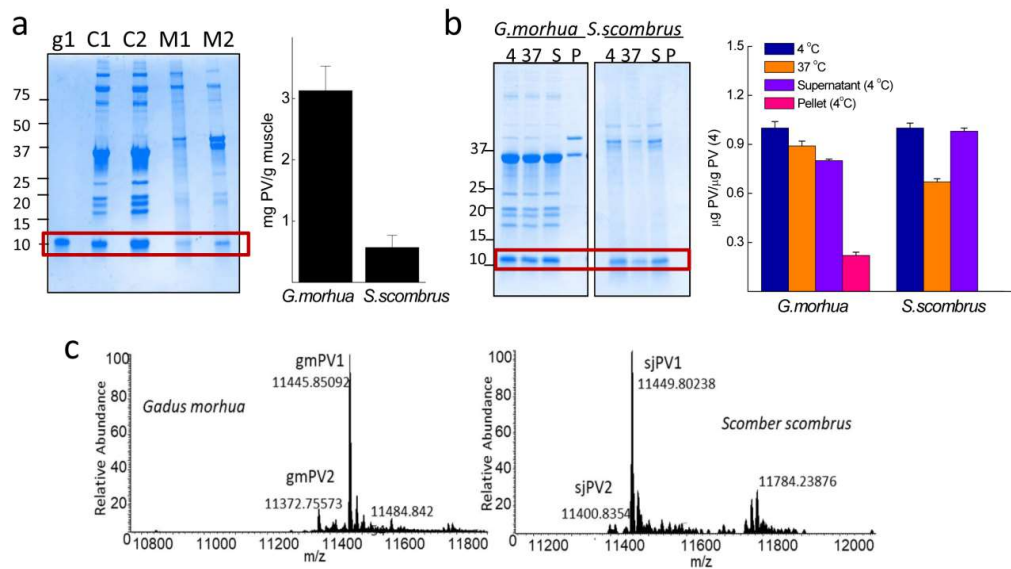 a
g1 C1 C2 M1 M2
75
50
37
25
20
15
10
mg PV/g muscle
3
2
1
G.morhua S.scombrus
b
G.morhua S.scombrus
4 37 S P 4 37 S P
37
25
20
15
10
µg PV/µg PV (4)
1.5
1.2
0.9
0.6
0.3
4 °C
37 °C
Supernatant (4 °C)
Pellet (4°C)
G.morhua S.scombrus
c
Relative Abundance
100
80
60
40
20
0
gmPV1
11445.85092
Gadus morhua
gmPV2
11372.75573
11484.842
10800 11000 11200 11400 11600 11800
m/z
Relative Abundance
100
80
60
40
20
0
sjPV1
11449.80238
Scomber scombrus
sjPV2
11400.8354
11784.23876
11200 11400 11600 11800 12000
m/z